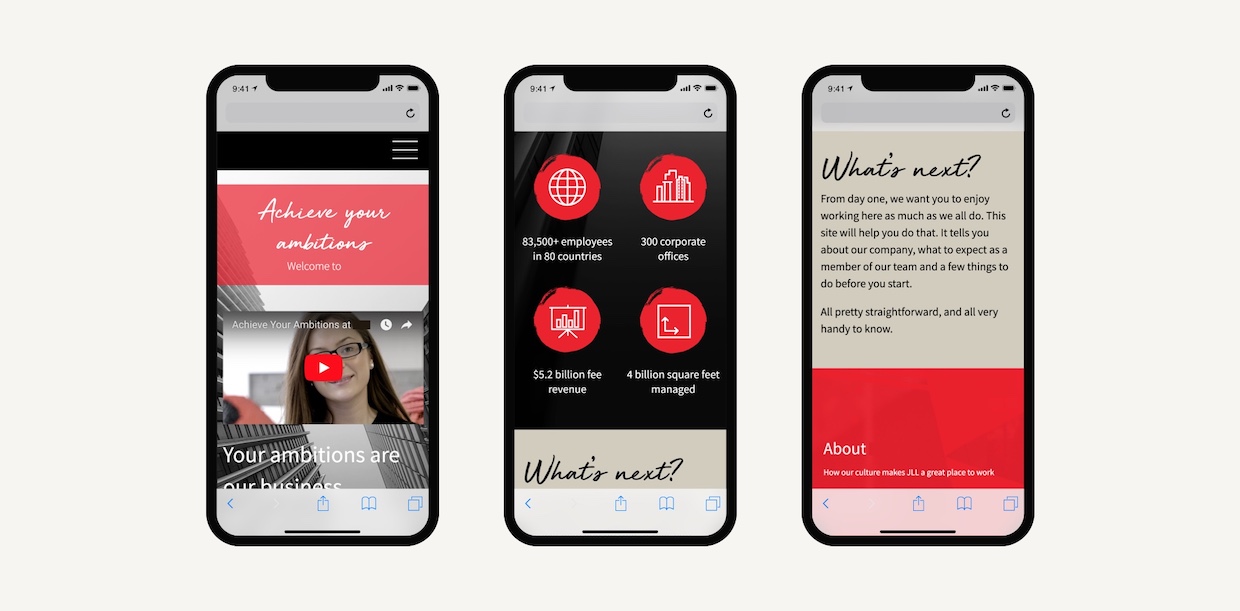 9:41
Achieve your
ambitions
Welcome to
Achieve Your Ambitions at
Your ambitions are
our business
9:41
83,500+ employees
in 80 countries
300 corporate
offices
$5.2 billion fee
revenue
4 billion square feet
managed
What's next?
9:41
What's next?
From day one, we want you to enjoy
working here as much as we all do. This
site will help you do that. It tells you
about our company, what to expect as a
member of our team and a few things to
do before you start.
All pretty straightforward, and all very
handy to know.
About
How our culture makes JLL a great place to work